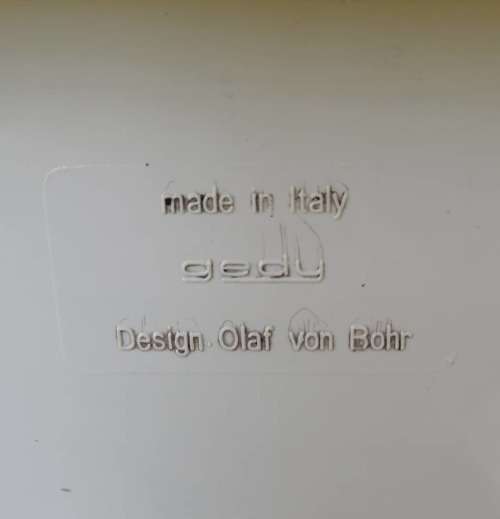 made in Italy
gedy
Design Olaf von Bohr